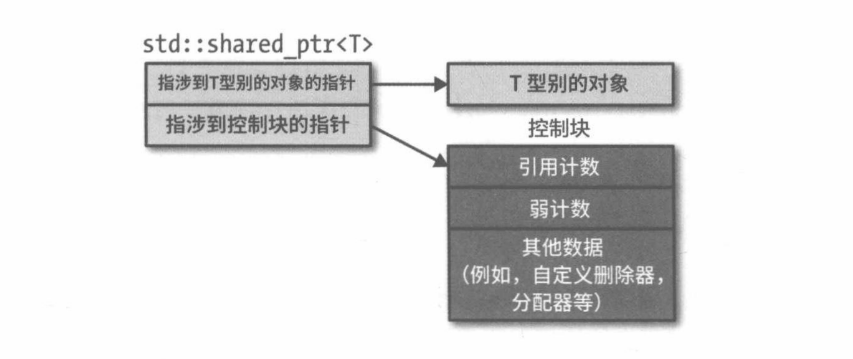 std::shared_ptr<T>
指涉到T型别的对象的指针
T 型别的对象
指涉到控制块的指针
控制块
引用计数
弱计数
其他数据
（例如，自定义删除器，
分配器等）